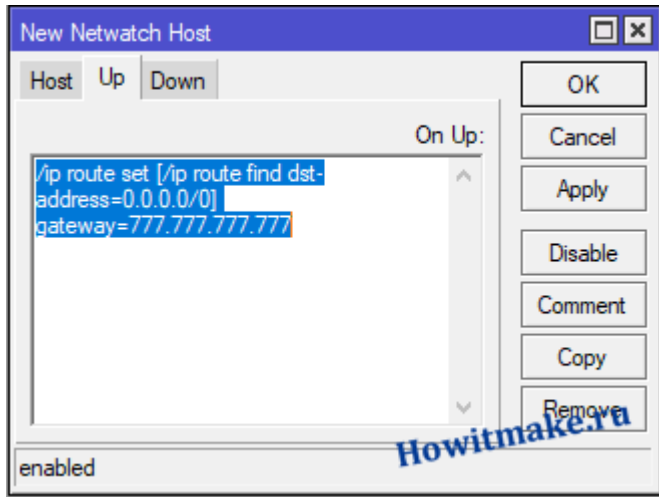 New Netwatch Host
Host Up Down
OK
On Up:
Cancel
/ip route set [/ip route find dst-
address=0.0.0.0/0]
gateway=777.777.777.777
Apply
Disable
Comment
Copy
Remove
Howitmake.ru
enabled